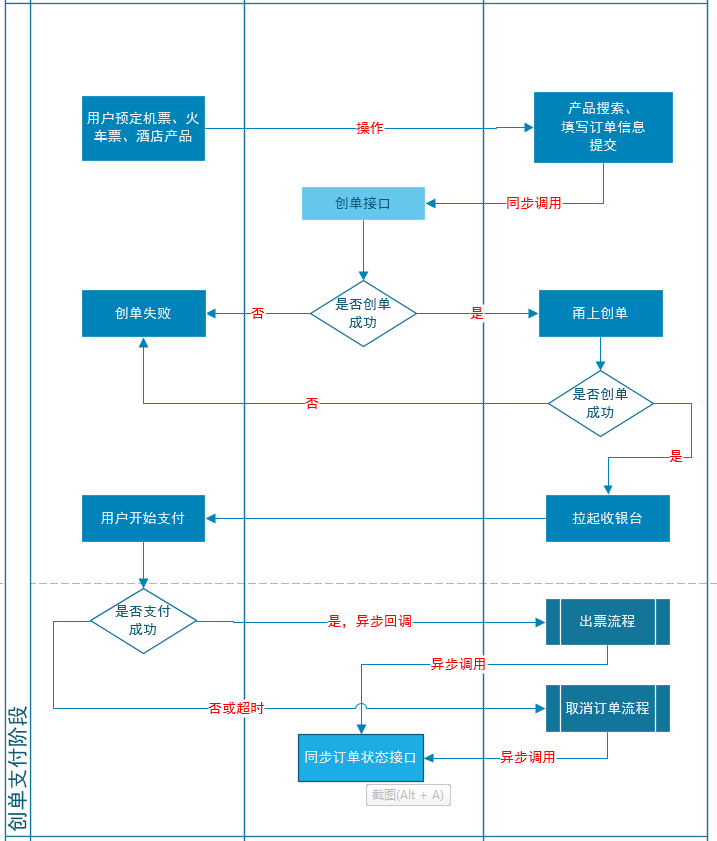 用户预定机票、火
车票、酒店产品
操作
产品搜索、
填写订单信息
提交
创单接口
同步调用
创单失败
否
是否创单
成功
是
甬上创单
否
是否创单
成功
是
用户开始支付
拉起收银台
是否支付
成功
是，异步回调
出票流程
异步调用
否或超时
取消订单流程
同步订单状态接口
异步调用
截图(Alt + A)
创单支付阶段